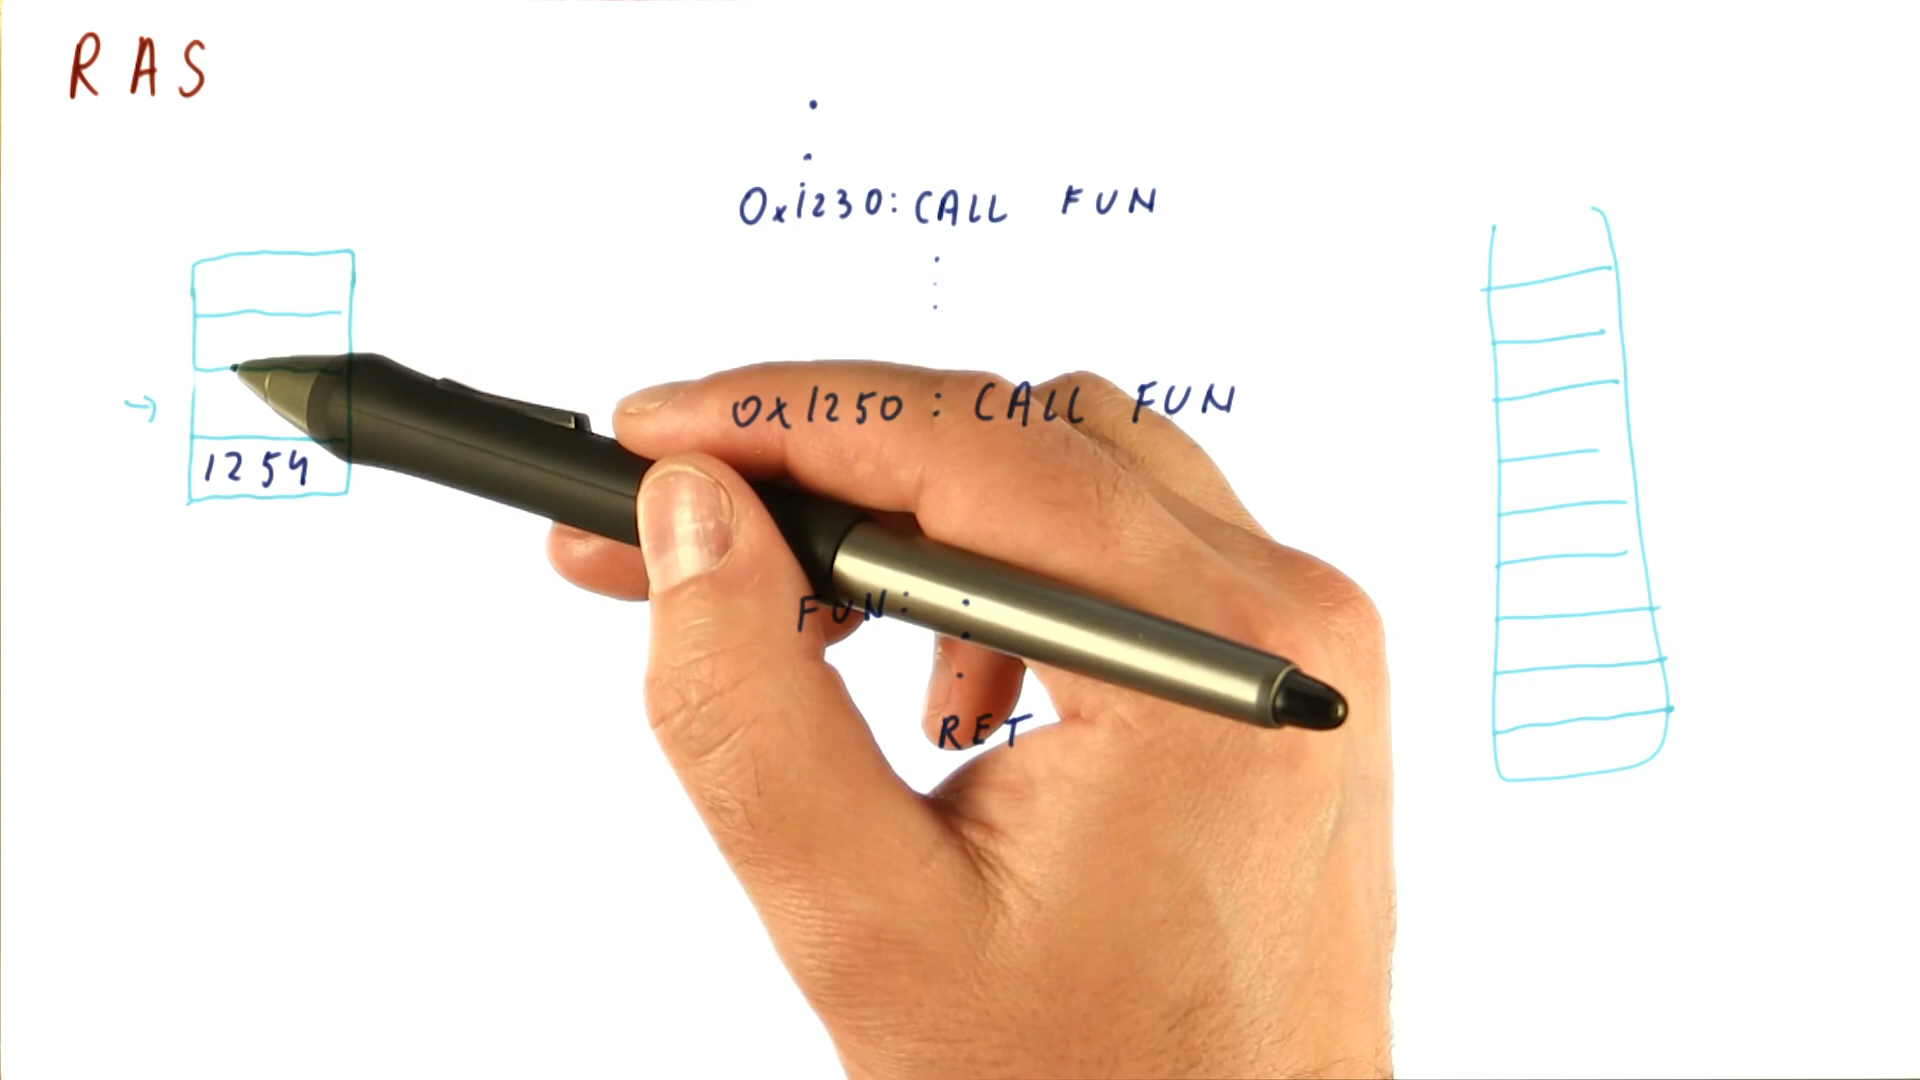 RAS
0x1230: CALL FUN
0x1250: CALL FUN
1254
FUN:
RET